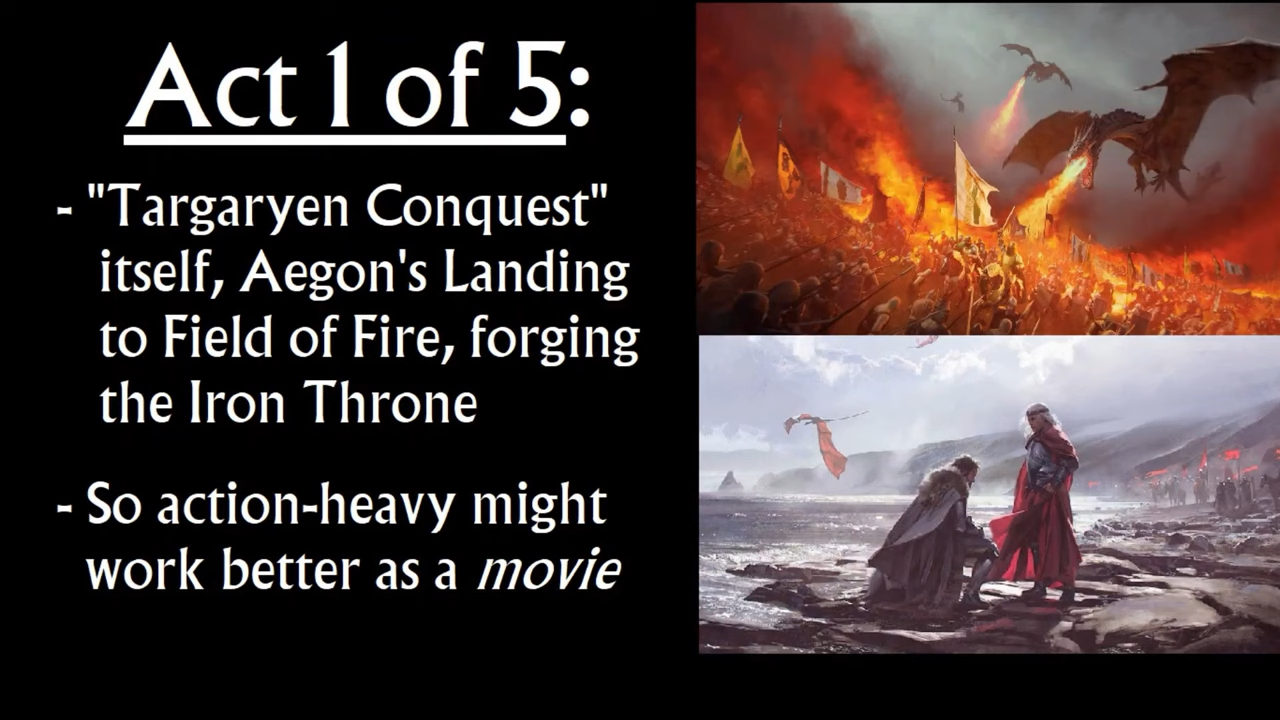 Act 1 of 5:
- "Targaryen Conquest"
itself, Aegon's Landing
to Field of Fire, forging
the Iron Throne
- So action-heavy might
work better as a movie